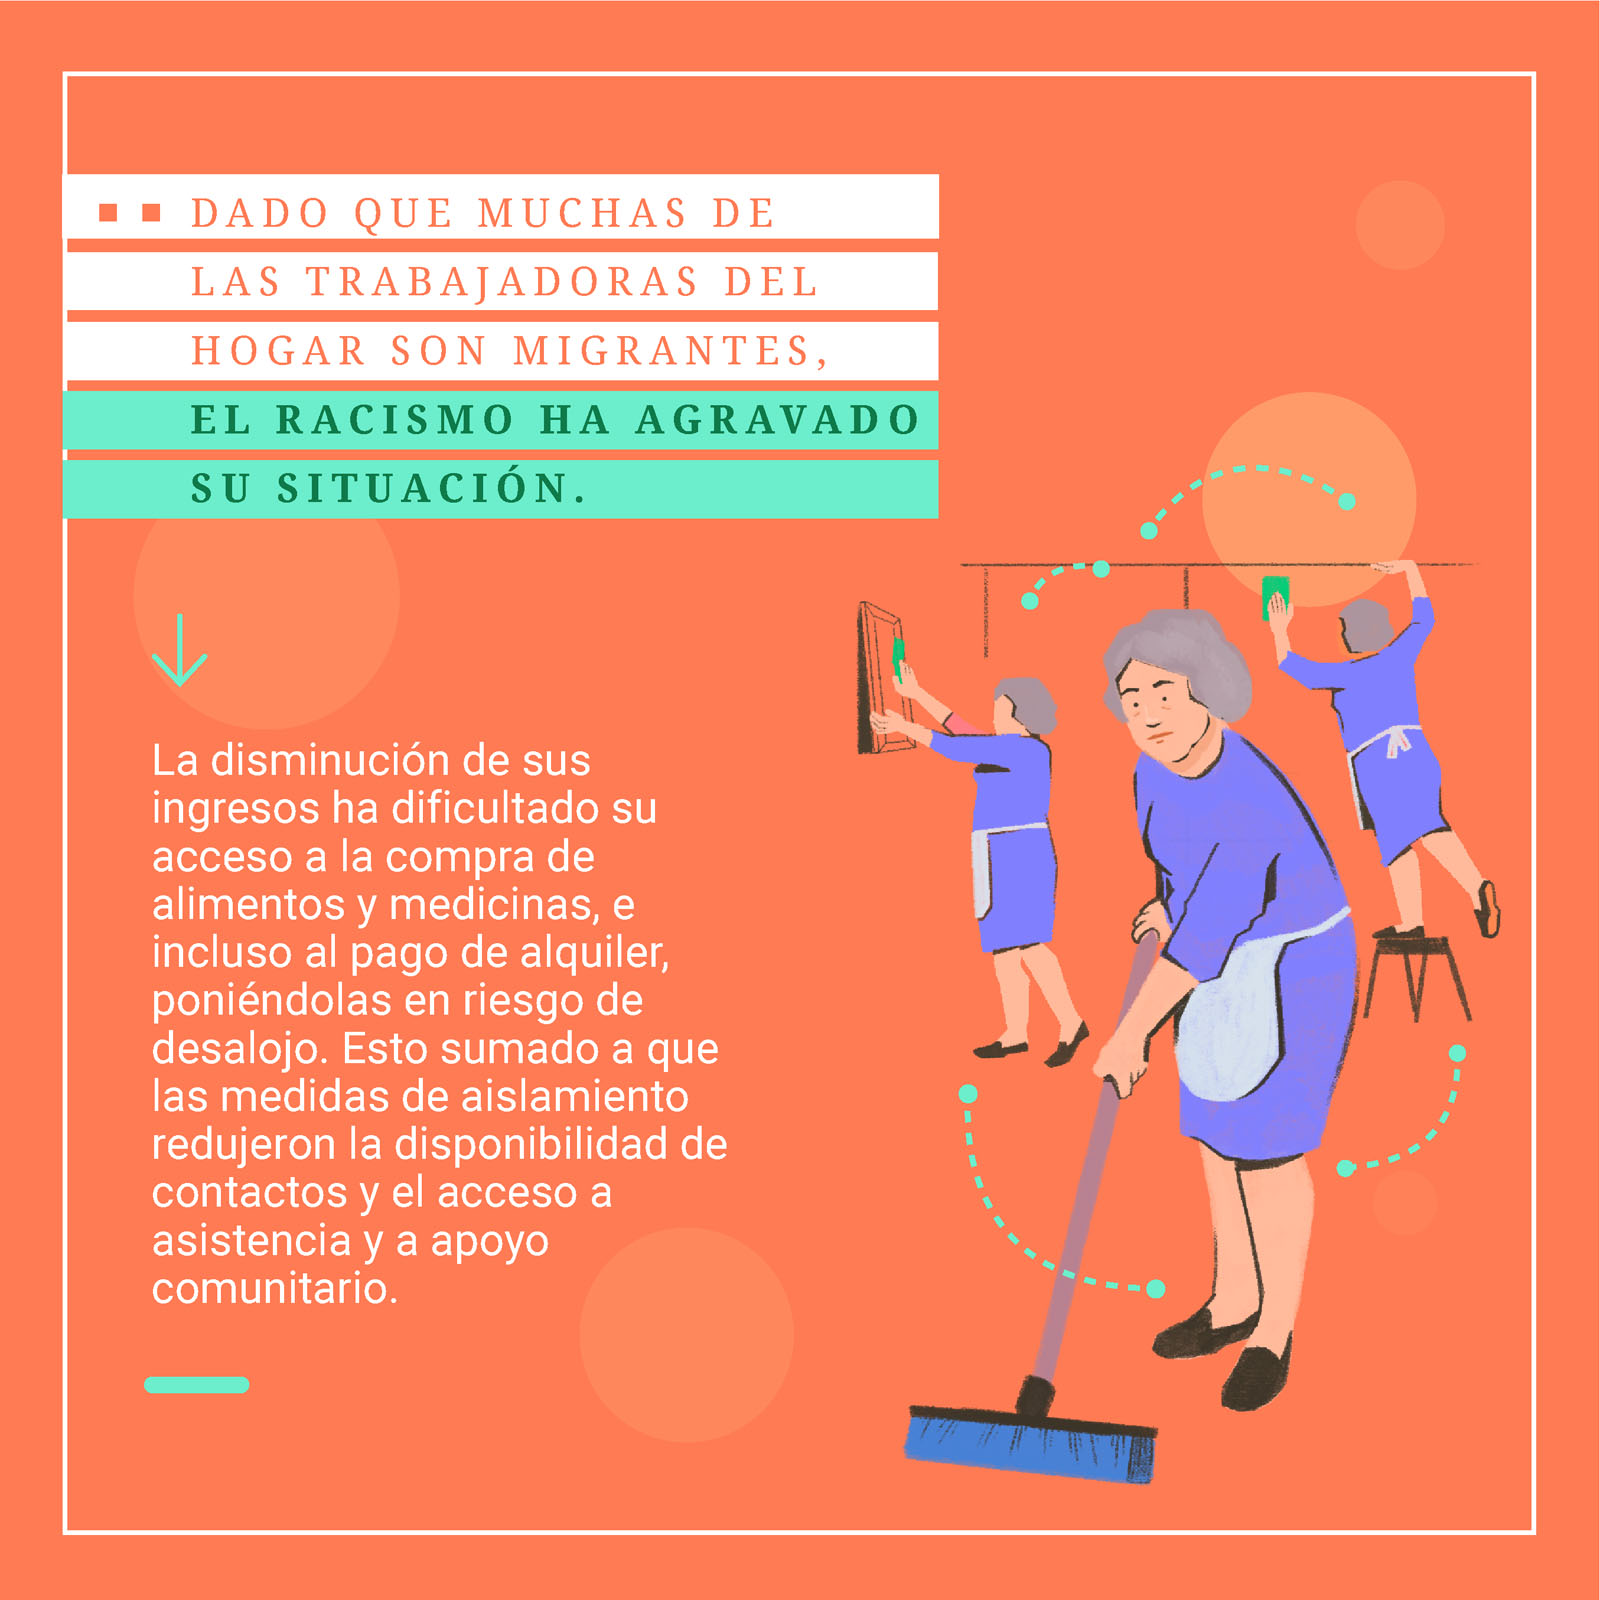 DADO QUE MUCHAS DE
LAS TRABAJADORAS DEL
HOGAR SON MIGRANTES,
EL RACISMO HA AGRAVADO
SU SITUACIÓN.
La disminución de sus
ingresos ha dificultado su
acceso a la compra de
alimentos y medicinas, e
incluso al pago de alquiler,
poniéndolas en riesgo de
desalojo. Esto sumado a que
las medidas de aislamiento
redujeron la disponibilidad de
contactos y el acceso a
asistencia y a apoyo
comunitario.